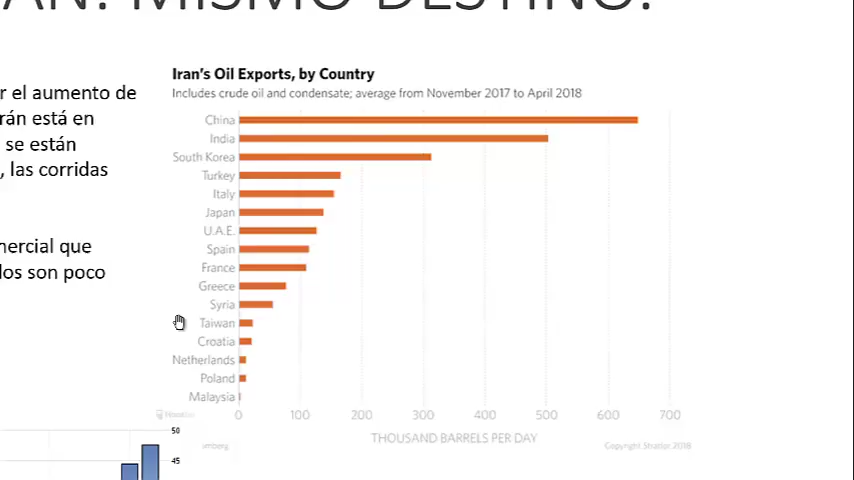 AN: MISMO DESTINO.
r el aumento de
rán está en
se están
, las corridas
mercial que
los son poco
Iran's Oil Exports, by Country
Includes crude oil and condensate; average from November 2017 to April 2018
China
India
South Korea
Turkey
Italy
Japan
U.A.E.
Spain
France
Greece
Syria
Taiwan
Croatia
Netherlands
Poland
Malaysia
0 100 200 300 400 500 600 700
THOUSAND BARRELS PER DAY
omberg
Copyright Stratfor 2018
50
45